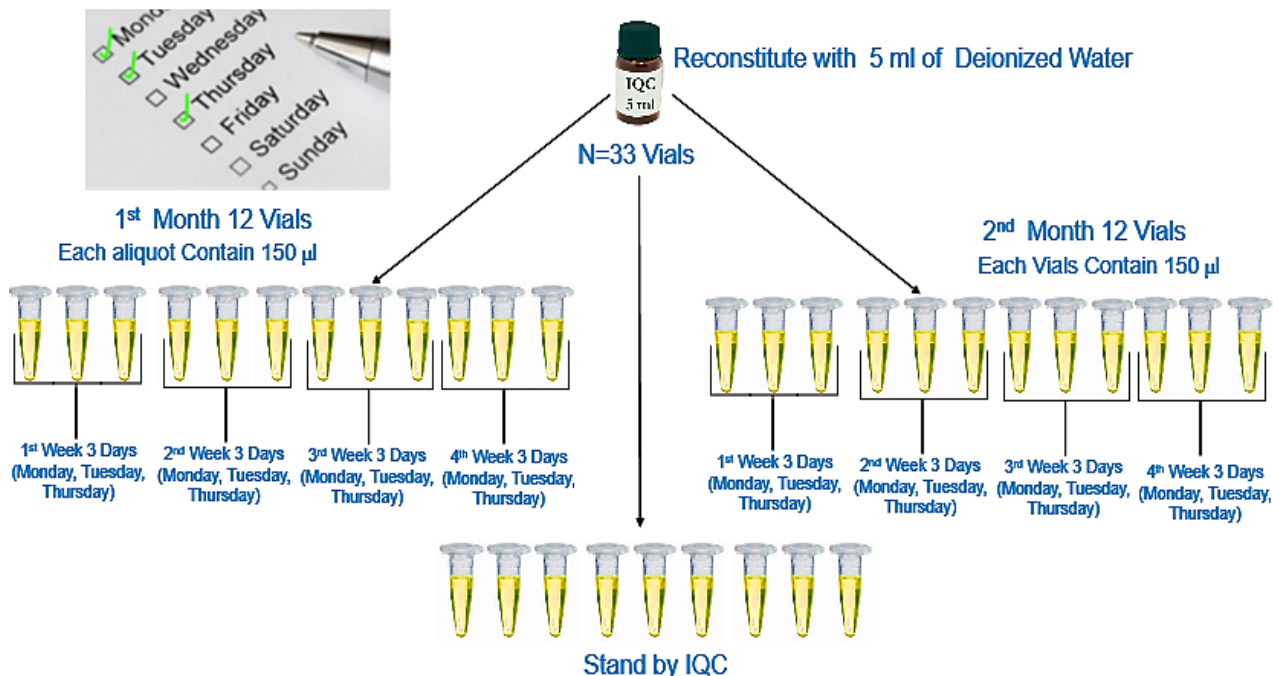 Monday
Tuesday
Wednesday
Thursday
Friday
Saturday
Sunday
IQC
5 ml
Reconstitute with 5 ml of Deionized Water
N=33 Vials
1st Month 12 Vials
Each aliquot Contain 150 µl
2nd Month 12 Vials
Each Vials Contain 150 µl
1st Week 3 Days
(Monday, Tuesday,
Thursday)
2nd Week 3 Days
(Monday, Tuesday,
Thursday)
3rd Week 3 Days
(Monday, Tuesday,
Thursday)
4th Week 3 Days
(Monday, Tuesday,
Thursday)
1st Week 3 Days
(Monday, Tuesday,
Thursday)
2nd Week 3 Days
(Monday, Tuesday,
Thursday)
3rd Week 3 Days
(Monday, Tuesday,
Thursday)
4th Week 3 Days
(Monday, Tuesday,
Thursday)
Stand by IQC